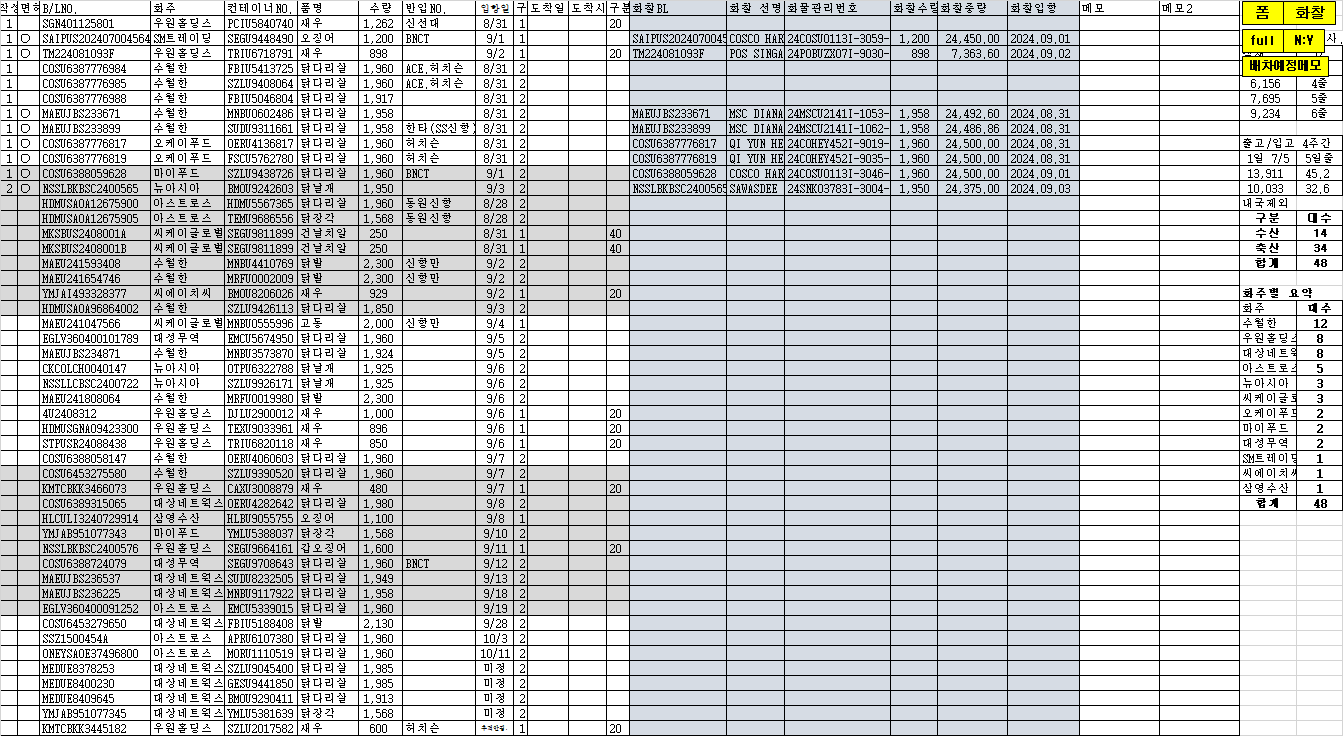 작성 면허 B/LNO. 화주 컨테이너NO. 품명 수량 반입NO. 입항일 구 도착일 도착시 구분 화찰BL 화찰 선명 화물관리번호 화찰수량 화찰중량 화찰입항 메모 메모2 폼 화찰
1 SGN401125801 우원홀딩스 PCIU5840740 새우 1,262 신선대 8/31 1 20
1 ○ SAIPUS202407004564 SM트레이딩 SEGU9448490 오징어 1,200 BNCT 9/1 1 SAIPUS2024070045 COSCO HAR 24COSU0113I-3059- 1,200 24,450.00 2024.09.01 full N:Y 사,
1 ○ TM224081093F 우원홀딩스 TRIU6718791 새우 898 9/2 1 20 TM224081093F POS SINGA 24POBUZX07I-9030- 898 7,363.60 2024.09.02
1 COSU6387776984 수월한 FBIU5413725 닭다리살 1,960 ACE,허치슨 8/31 2 배차예정메모
1 COSU6387776985 수월한 SZLU9408064 닭다리살 1,960 ACE,허치슨 8/31 2 6,156 4줄
1 COSU6387776988 수월한 FBIU5046804 닭다리살 1,917 8/31 2 7,695 5줄
1 ○ MAEUJBS233671 수월한 MNBU0602486 닭다리살 1,958 8/31 2 MAEUJBS233671 MSC DIANA 24MSCU2141I-1053- 1,958 24,492.60 2024.08.31 9,234 6줄
1 ○ MAEUJBS233899 수월한 SUDU9311661 닭다리살 1,958 한타(SS신항) 8/31 2 MAEUJBS233899 MSC DIANA 24MSCU2141I-1062- 1,958 24,486.86 2024.08.31
1 ○ COSU6387776817 오케이푸드 OERU4136817 닭다리살 1,960 허치슨 8/31 2 COSU6387776817 QI YUN HE 24COHEY452I-9019- 1,960 24,500.00 2024.08.31 출고/입고 4주간
1 ○ COSU6387776819 오케이푸드 FSCU5762780 닭다리살 1,960 허치슨 8/31 2 COSU6387776819 QI YUN HE 24COHEY452I-9035- 1,960 24,500.00 2024.08.31 1일 7/5 5일줄
1 ○ COSU6388059628 마이푸드 SZLU9438726 닭다리살 1,960 BNCT 9/1 2 COSU6388059628 COSCO HAR 24COSU0113I-3046- 1,960 24,500.00 2024.09.01 13,911 45.2
2 ○ NSSLBKBSC2400565 뉴아시아 BMOU9242603 닭날개 1,950 9/3 2 NSSLBKBSC2400565 SAWASDEE 24SNKO3783I-3004- 1,950 24,375.00 2024.09.03 10,033 32.6
HDMUSAOA12675900 아스트로스 HDMU5567365 닭다리살 1,960 동원신항 8/28 2 내국제외
HDMUSAOA12675905 아스트로스 TEMU9686556 닭장각 1,568 동원신항 8/28 2 구분 대수
MKSBUS2408001A 씨케이글로벌 SEGU9811899 건날치알 250 8/31 1 40 수산 14
MKSBUS2408001B 씨케이글로벌 SEGU9811899 건날치알 250 8/31 1 40 축산 34
MAEU241593408 수월한 MNBU4410769 닭발 2,300 신항만 9/2 2 합계 48
MAEU241654746 수월한 MRFU0002009 닭발 2,300 신항만 9/2 2
YMJAI493328377 씨에이치씨 BMOU8206026 새우 929 9/2 1 20 화주별 요약
HDMUSAOA96864002 수월한 SZLU9426113 닭다리살 1,850 9/3 2 화주 대수
MAEU241047566 씨케이글로벌 MNBU0555996 고등 2,000 신항만 9/4 1 수월한 12
EGLV360400101789 대성무역 EMCU5674950 닭다리살 1,960 9/5 2 우원홀딩스 8
MAEUJBS234871 수월한 MNBU3573870 닭다리살 1,924 9/5 2 대상네트웍 8
CKCOLCH0040147 뉴아시아 OTPU6322788 닭날개 1,925 9/6 2 아스트로스 5
NSSLLCBSC2400722 뉴아시아 SZLU9926171 닭날개 1,925 9/6 2 뉴아시아 3
MAEU241808064 수월한 MRFU0019980 닭발 2,300 9/6 2 씨케이글로 3
4U2408312 우원홀딩스 DJLU2900012 새우 1,000 9/6 1 20 오케이푸드 2
HDMUSGNA09423300 우원홀딩스 TEXU9033961 새우 896 9/6 1 20 마이푸드 2
STPUSR24088438 우원홀딩스 TRIU6820118 새우 850 9/6 1 20 대성무역 2
COSU6388058147 수월한 OERU4060603 닭다리살 1,960 9/7 2 SM트레이딩 1
COSU6453275580 수월한 SZLU9390520 닭다리살 1,960 9/7 2 씨에이치씨 1
KMTCBKK3466073 우원홀딩스 CAXU3008879 새우 480 9/7 1 20 삼영수산 1
COSU6389315065 대상네트웍스 OERU4282642 닭다리살 1,980 9/8 2 합계 48
HLCULI3240729914 삼영수산 HLBU9055755 오징어 1,100 9/8 1
YMJAB951077343 마이푸드 YMLU5388037 닭장각 1,568 9/10 2
NSSLBKBSC2400576 우원홀딩스 SEGU9664161 갑오징어 1,600 9/11 1 20
COSU6388724079 대성무역 SEGU9708643 닭다리살 1,960 BNCT 9/12 2
MAEUJBS236537 대상네트웍스 SUDU8232505 닭다리살 1,949 9/13 2
MAEUJBS236225 대상네트웍스 MNBU9117922 닭다리살 1,958 9/18 2
EGLV360400091252 아스트로스 EMCU5339015 닭다리살 1,960 9/19 2
COSU6453279650 대상네트웍스 FBIU5188408 닭발 2,130 9/28 2
SSZ1500454A 아스트로스 APRU6107380 닭다리살 1,960 10/3 2
ONEYSAOE37496800 아스트로스 MORU1110519 닭다리살 1,960 10/11 2
MEDUE8378253 대상네트웍스 SZLU9045400 닭다리살 1,985 미정 2
MEDUE8400230 대상네트웍스 GESU9441850 닭다리살 1,985 미정 2
MEDUE8409645 대상네트웍스 BMOU9290411 닭다리살 1,913 미정 2
YMJAB951077345 대상네트웍스 YMLU5381639 닭장각 1,568 미정 2
KMTCBKK3445182 우원홀딩스 SZLU2017582 새우 600 허치슨 1 20